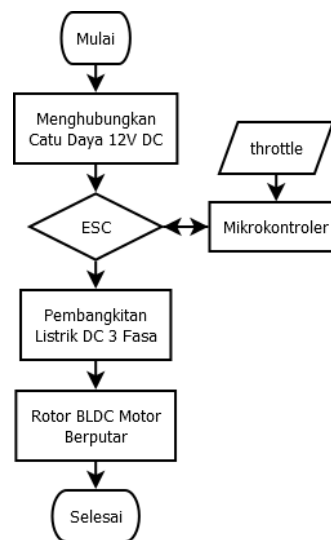 Mulai
Menghubungkan
Catu Daya 12V DC
throttle
ESC
Mikrokontroler
Pembangkitan
Listrik DC 3 Fasa
Rotor BLDC Motor
Berputar
Selesai